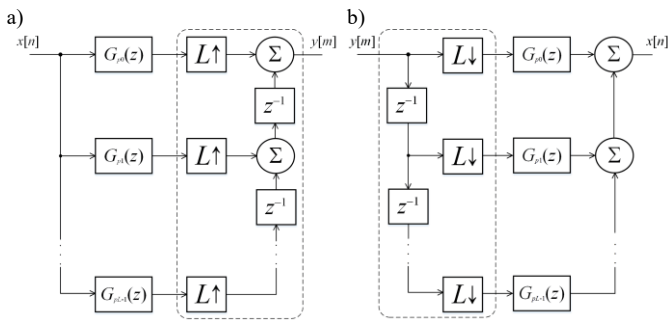 a)
x[n]
G_{p0}(z)
L↑
Σ
y[m]
z⁻¹
G_{p1}(z)
L↑
Σ
z⁻¹
G_{pL-1}(z)
L↑
b)
y[m]
L↓
G_{p0}(z)
Σ
x[n]
z⁻¹
L↓
G_{p1}(z)
Σ
z⁻¹
L↓
G_{pL-1}(z)